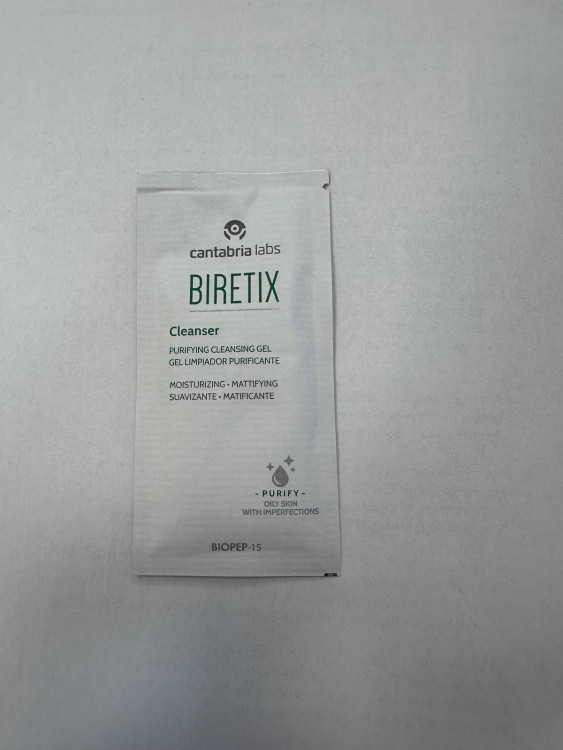 cantabria labs
BIRETIX
Cleanser
PURIFYING CLEANSING GEL
GEL LIMPIADOR PURIFICANTE
MOISTURIZING • MATTIFYING
SUAVIZANTE • MATIFICANTE
- PURIFY -
OILY SKIN
WITH IMPERFECTIONS
BIOPEP-15